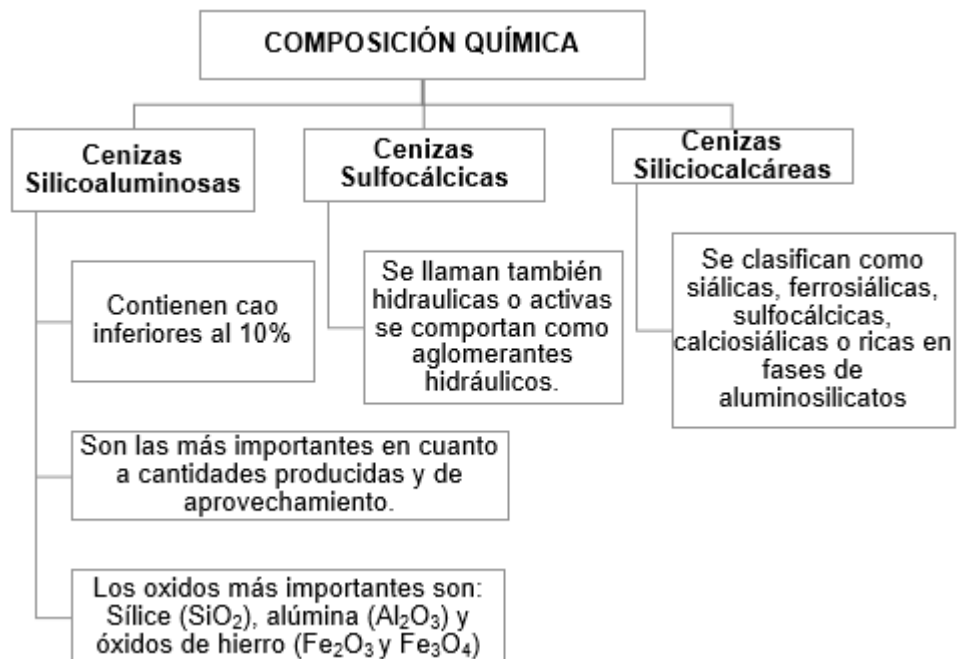 COMPOSICIÓN QUÍMICA
Cenizas
Silicoaluminosas
Contienen cao
inferiores al 10%
Son las más importantes en cuanto
a cantidades producidas y de
aprovechamiento.
Los oxidos más importantes son:
Sílice (SiO₂), alúmina (Al₂O₃) y
óxidos de hierro (Fe₂O₃ y Fe₃O₄)
Cenizas
Sulfocálcicas
Se llaman también
hidraulicas o activas
se comportan como
aglomerantes
hidráulicos.
Cenizas
Siliciocalcáreas
Se clasifican como
siálicas, ferrosiálicas,
sulfocálcicas,
calciosiálicas o ricas en
fases de
aluminosilicatos